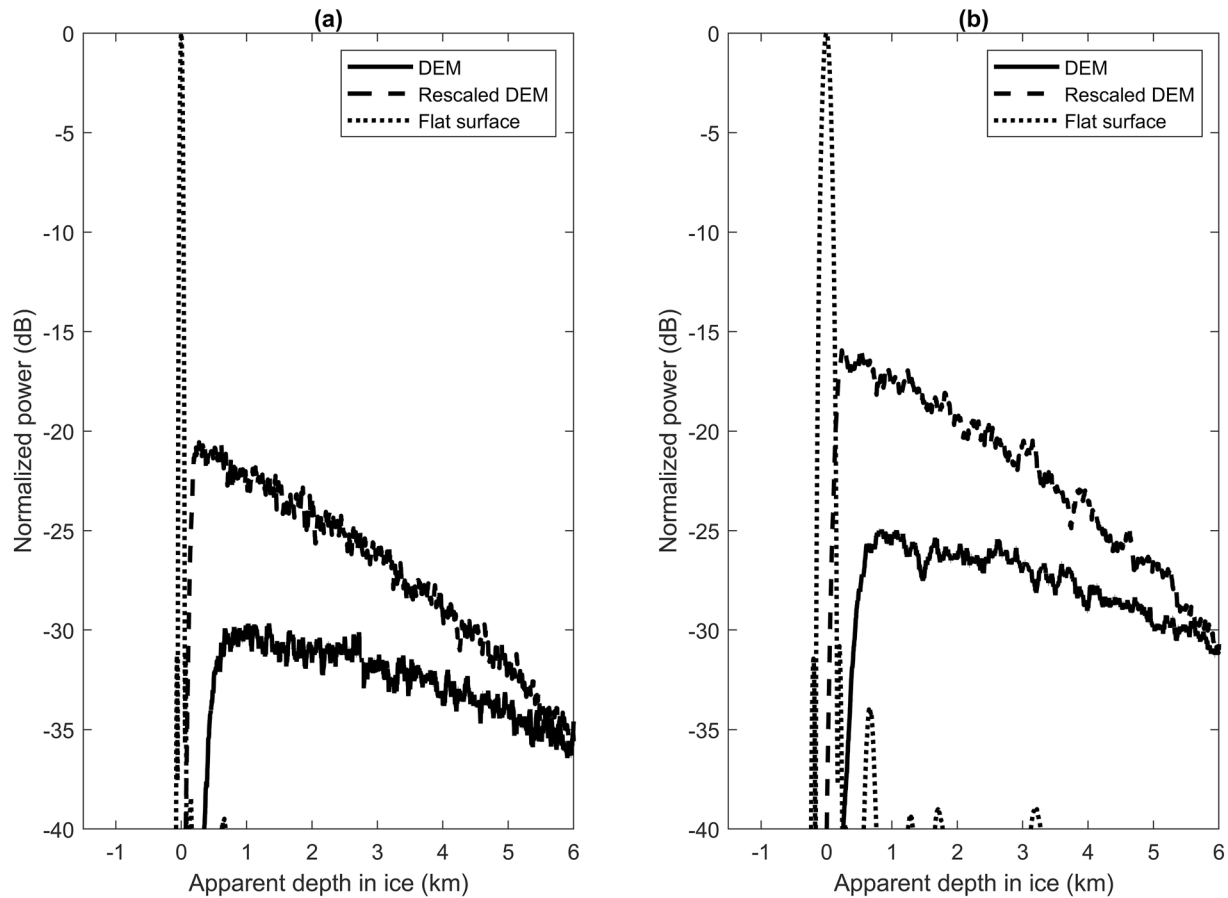 (a)
0
-5
-10
-15
-20
-25
-30
-35
-40
Normalized power (dB)
DEM
Rescaled DEM
Flat surface
-1 0 1 2 3 4 5 6
Apparent depth in ice (km)
(b)
0
-5
-10
-15
-20
-25
-30
-35
-40
Normalized power (dB)
DEM
Rescaled DEM
Flat surface
-1 0 1 2 3 4 5 6
Apparent depth in ice (km)